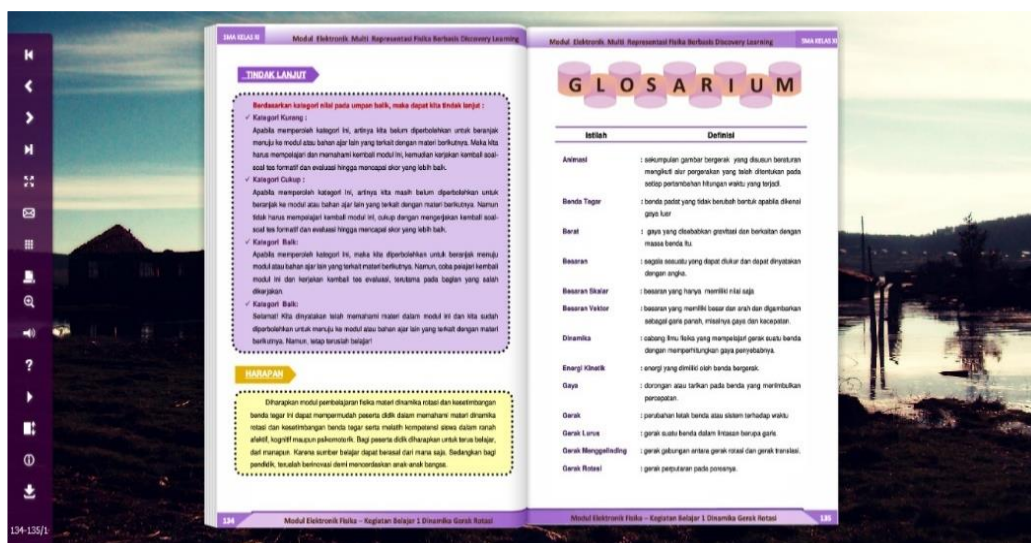 SMA KELAS XI
Modul Elektronik Multi Representasi Fisika Berbasis Discovery Learning
TINDAK LANJUT
Berdasarkan kategori nilai pada umpan balik, maka dapat kita tindak lanjut :
✓ Kategori Kurang :
Apabila memperoleh kategori ini, artinya kita belum diperbolehkan untuk beranjak
menuju ke modul atau bahan ajar lain yang terkait dengan materi berikutnya. Maka kita
harus mempelajari dan memahami kembali modul ini, kemudian kerjakan kembali soal-
soal tes formatif dan evaluasi hingga mencapai skor yang lebih baik.
✓ Kategori Cukup :
Apabila memperoleh kategori ini, artinya kita masih belum diperbolehkan untuk
beranjak ke modul atau bahan ajar lain yang terkait dengan materi berikutnya. Namun
tidak harus mempelajari kembali modul ini, cukup dengan mengerjakan kembali soal-
soal tes formatif dan evaluasi hingga mencapai skor yang lebih baik.
✓ Kategori Baik:
Apabila memperoleh kategori ini, maka kita diperbolehkan untuk beranjak menuju
modul atau bahan ajar lain yang terkait materi berikutnya. Namun, coba pelajari kembali
modul ini dan kerjakan kembali tes evaluasi, terutama pada bagian yang salah
dikerjakan.
✓ Kategori Baik:
Selamat! Kita dinyatakan telah memahami materi dalam modul ini dan kita sudah
diperbolehkan untuk menuju ke modul atau bahan ajar lain yang terkait dengan materi
berikutnya. Namun, tetap teruslah belajar!
HARAPAN
Diharapkan modul pembelajaran fisika materi dinamika rotasi dan kesetimbangan
benda tegar ini dapat mempermudah peserta didik dalam memahami materi dinamika
rotasi dan kesetimbangan benda tegar serta melatih kompetensi siswa dalam ranah
afektif, kognitif maupun psikomotorik. Bagi peserta didik diharapkan untuk terus belajar,
dari manapun. Karena sumber belajar dapat berasal dari mana saja. Sedangkan bagi
pendidik, teruslah berinovasi demi mencerdaskan anak-anak bangsa.
134
Modul Elektronik Fisika – Kegiatan Belajar 1 Dinamika Gerak Rotasi
Modul Elektronik Multi Representasi Fisika Berbasis Discovery Learning
SMA KELAS XI
GLOSARIUM
Istilah Definisi
Animasi : sekumpulan gambar bergerak yang disusun beraturan
mengikuti alur pergerakan yang telah ditentukan pada
setiap pertambahan hitungan waktu yang terjadi.
Benda Tegar : benda padat yang tidak berubah bentuk apabila dikenai
gaya luar
Berat : gaya yang disebabkan gravitasi dan berkaitan dengan
massa benda itu.
Besaran : segala sesuatu yang dapat diukur dan dapat dinyatakan
dengan angka.
Besaran Skalar : besaran yang hanya memiliki nilai saja
Besaran Vektor : besaran yang memiliki besar dan arah dan digambarkan
sebagai garis panah, misalnya gaya dan kecepatan.
Dinamika : cabang ilmu fisika yang mempelajari gerak suatu benda
dengan memperhitungkan gaya penyebabnya.
Energi Kinetik : energi yang dimiliki oleh benda bergerak.
Gaya : dorongan atau tarikan pada benda yang menimbulkan
percepatan.
Gerak : perubahan letak benda atau sistem terhadap waktu
Gerak Lurus : gerak suatu benda dalam lintasan berupa garis
Gerak Menggelinding : gerak gabungan antara gerak rotasi dan gerak translasi.
Gerak Rotasi : gerak perputaran pada porosnya.
Modul Elektronik Fisika – Kegiatan Belajar 1 Dinamika Gerak Rotasi
135
134-135/1